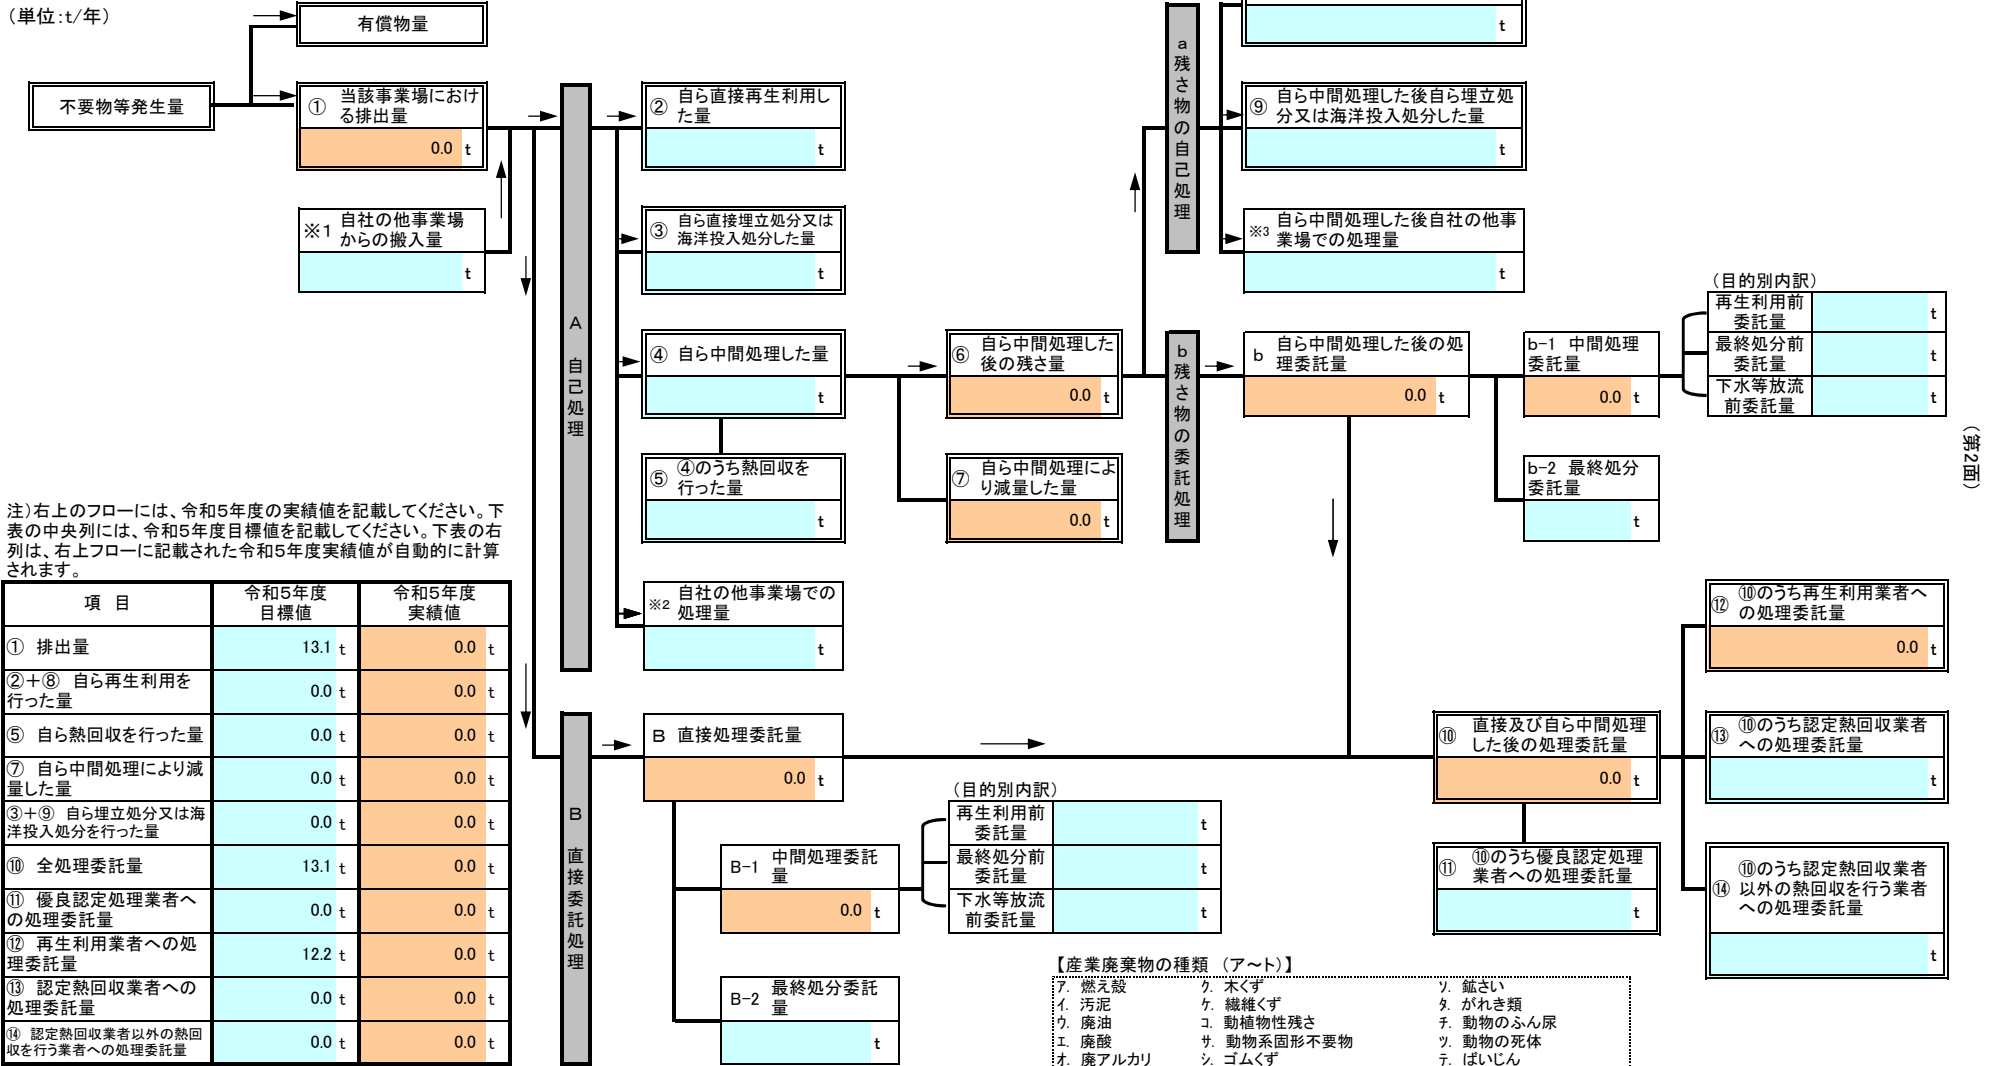 （単位:t/年）
有償物量
不要物等発生量
① 当該事業場におけ
る排出量
0.0 t
※1 自社の他事業場
からの搬入量
t
A 自己処理
② 自ら直接再生利用し
た量
t
③ 自ら直接埋立処分又は
海洋投入処分した量
t
④ 自ら中間処理した量
t
⑤ ④のうち熱回収を
行った量
t
※2 自社の他事業場での
処理量
t
⑥ 自ら中間処理した
後の残さ量
0.0 t
⑦ 自ら中間処理によ
り減量した量
0.0 t
a 残さ物の自己処理
t
⑨ 自ら中間処理した後自ら埋立処
分又は海洋投入処分した量
t
※3 自ら中間処理した後自社の他事
業場での処理量
t
b 残さ物の委託処理
b 自ら中間処理した後の処
理委託量
0.0 t
b-1 中間処理
委託量
0.0 t
b-2 最終処分
委託量
t
（目的別内訳）
再生利用前
委託量
t
最終処分前
委託量
t
下水等放流
前委託量
t
（第2面）
注）右上のフローには、令和5年度の実績値を記載してください。下
表の中央列には、令和5年度目標値を記載してください。下表の右
列は、右上フローに記載された令和5年度実績値が自動的に計算
されます。
項 目 令和5年度
目標値 令和5年度
実績値
① 排出量 13.1 t 0.0 t
②＋⑧ 自ら再生利用を
行った量 0.0 t 0.0 t
⑤ 自ら熱回収を行った量 0.0 t 0.0 t
⑦ 自ら中間処理により減
量した量 0.0 t 0.0 t
③＋⑨ 自ら埋立処分又は海
洋投入処分を行った量 0.0 t 0.0 t
⑩ 全処理委託量 13.1 t 0.0 t
⑪ 優良認定処理業者へ
の処理委託量 0.0 t 0.0 t
⑫ 再生利用業者への処
理委託量 12.2 t 0.0 t
⑬ 認定熱回収業者への
処理委託量 0.0 t 0.0 t
⑭ 認定熱回収業者以外の熱回
収を行う業者への処理委託量 0.0 t 0.0 t
B 直接委託処理
B 直接処理委託量
0.0 t
B-1 中間処理委託
量
0.0 t
B-2 最終処分委託
量
t
（目的別内訳）
再生利用前
委託量
t
最終処分前
委託量
t
下水等放流
前委託量
t
⑩ 直接及び自ら中間処理
した後の処理委託量
0.0 t
⑪ ⑩のうち優良認定処理
業者への処理委託量
t
⑫ ⑩のうち再生利用業者へ
の処理委託量
0.0 t
⑬ ⑩のうち認定熱回収業者
への処理委託量
t
⑭ ⑩のうち認定熱回収業者
以外の熱回収を行う業者
への処理委託量
t
【産業廃棄物の種類 （ア～ト）】
ア. 燃え殻 ク. 木くず ソ. 鉱さい
イ. 汚泥 ケ. 繊維くず タ. がれき類
ウ. 廃油 コ. 動植物性残さ チ. 動物のふん尿
エ. 廃酸 サ. 動物系固形不要物 ツ. 動物の死体
オ. 廃アルカリ シ. ゴムくず テ. ばいじん